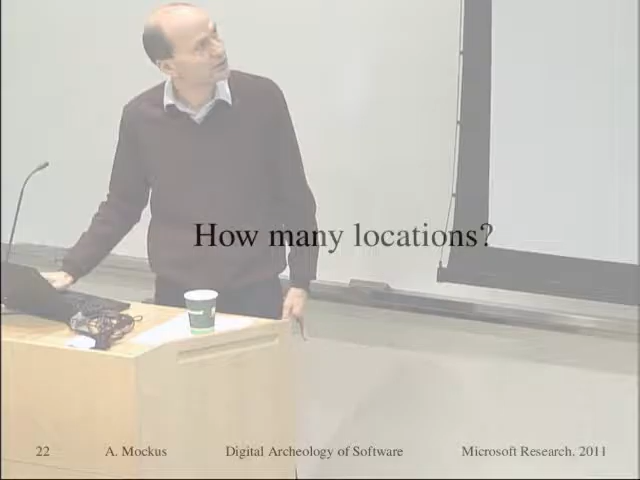 How many locations?
22 A. Mockus Digital Archeology of Software Microsoft Research, 2011